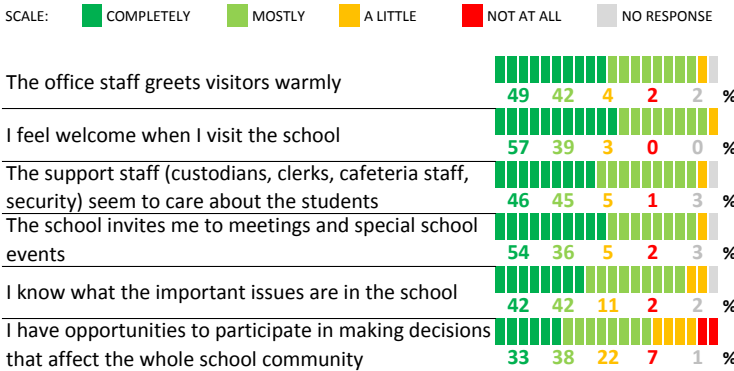 SCALE: COMPLETELY MOSTLY A LITTLE NOT AT ALL NO RESPONSE
The office staff greets visitors warmly
49 42 4 2 2 %
I feel welcome when I visit the school
57 39 3 0 0 %
The support staff (custodians, clerks, cafeteria staff,
security) seem to care about the students
46 45 5 1 3 %
The school invites me to meetings and special school
events
54 36 5 2 3 %
I know what the important issues are in the school
42 42 11 2 2 %
I have opportunities to participate in making decisions
that affect the whole school community
33 38 22 7 1 %